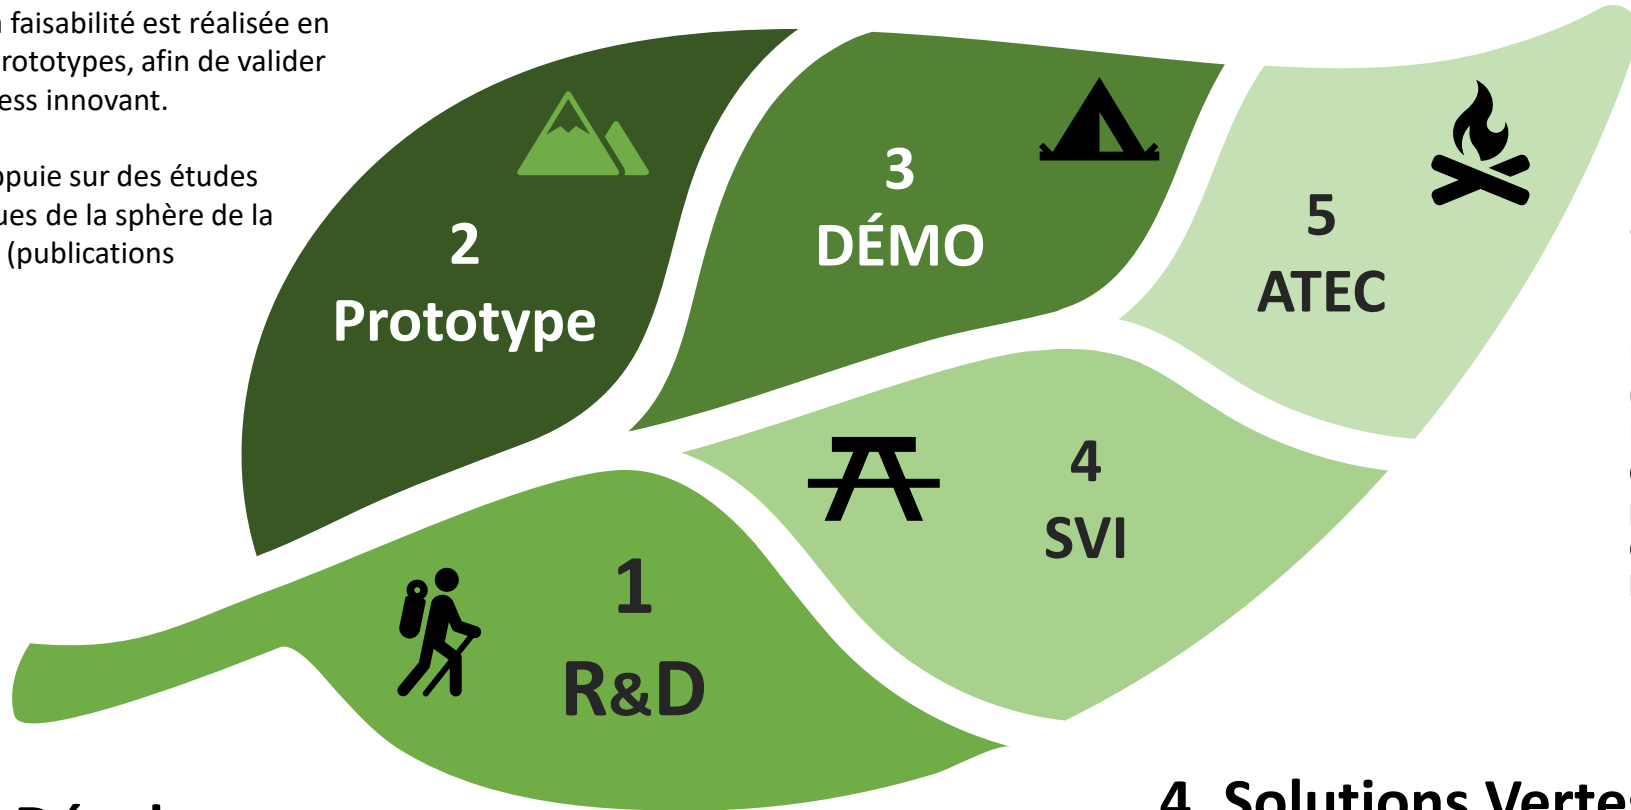 faisabilité est réalisée en
rototypes, afin de valider
ess innovant.
ppuie sur des études
ues de la sphère de la
(publications
2
Prototype
3
DÉMO
5
ATEC
4
SVI
1
R&D
4 Solutions Verte